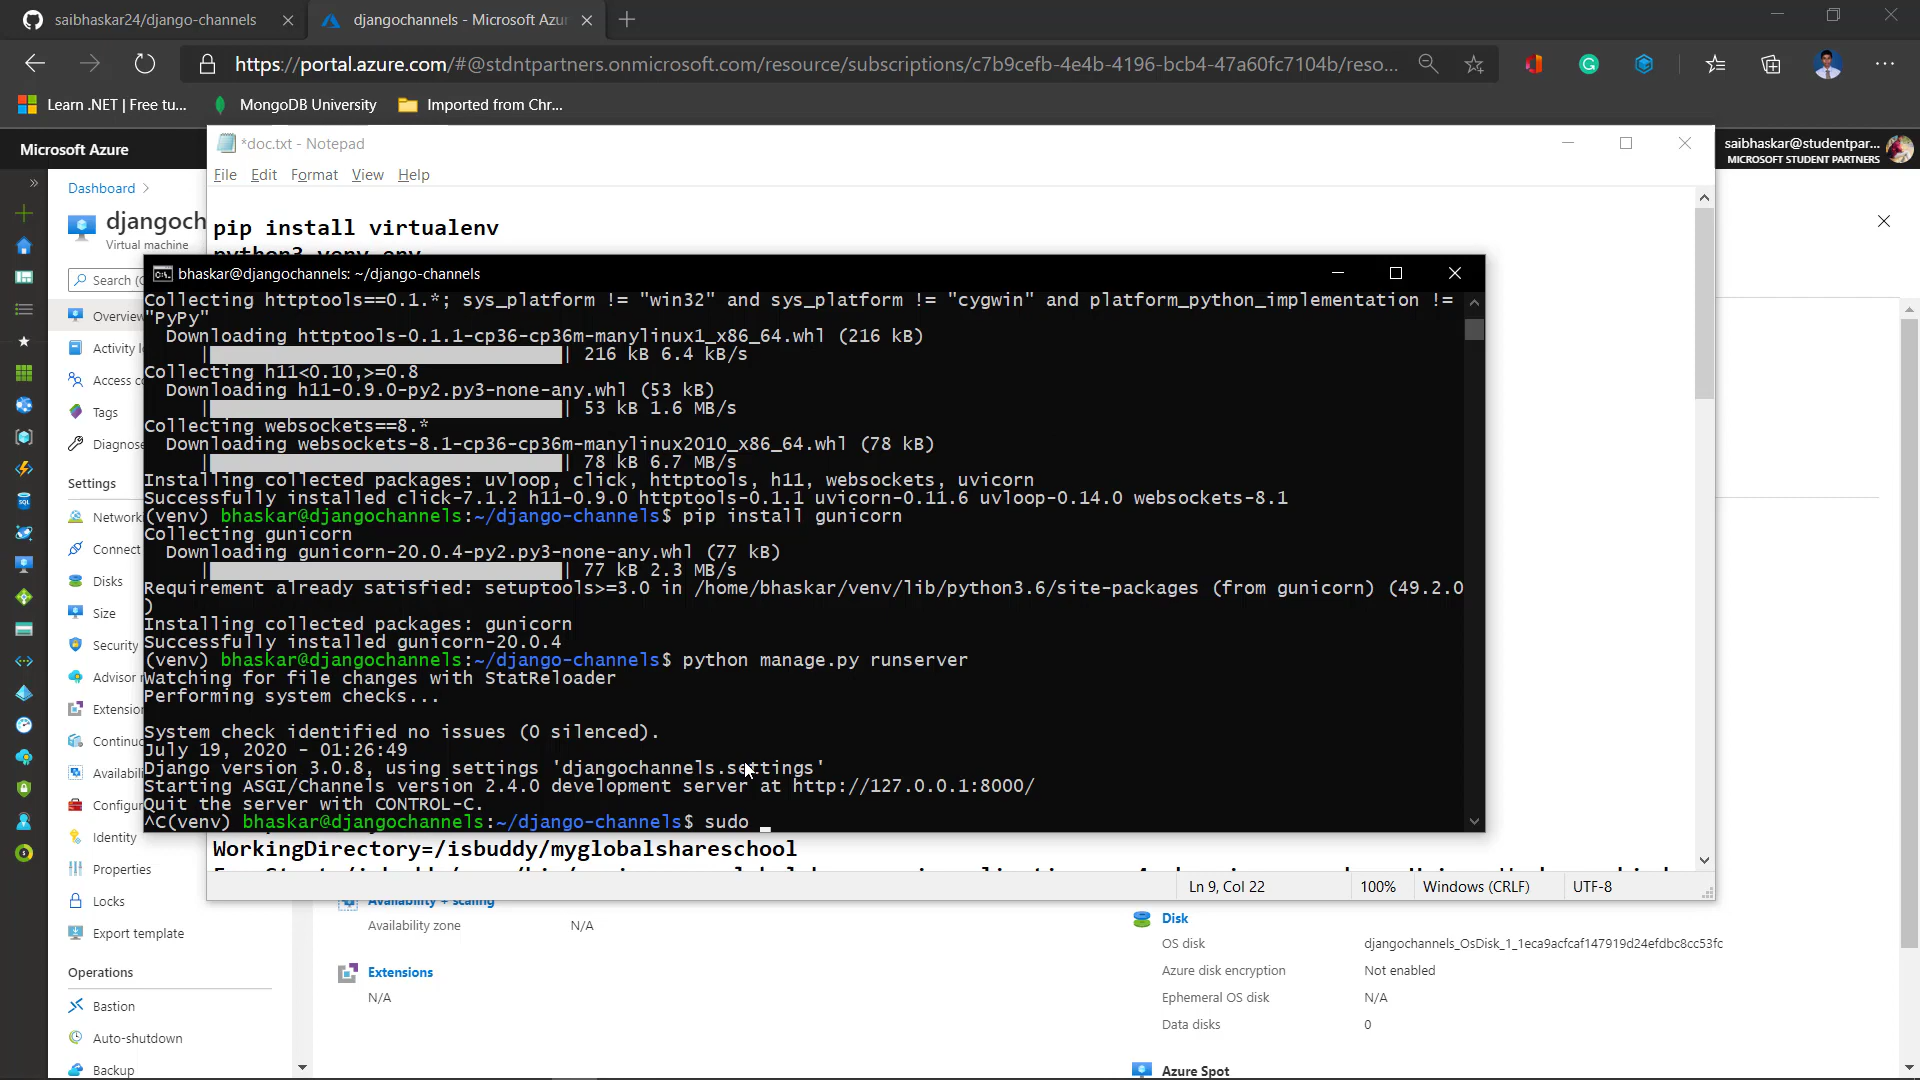 saibhaskar24/django-channels
djangochannels - Microsoft Azu
https://portal.azure.com/#@stdntpartners.onmicrosoft.com/resource/subscriptions/c7b9cefb-4e4b-4196-bcb4-47a60fc7104b/reso...
Learn .NET | Free tu...
MongoDB University
Imported from Chr...
Microsoft Azure
saibhaskar@studentpar...
MICROSOFT STUDENT PARTNERS
*doc.txt - Notepad
File Edit Format View Help
Dashboard >
djangoch
Virtual machine
Search (C
pip install virtualenv
python3 venv env
bhaskar@djangochannels: ~/django-channels
Collecting httptools==0.1.*; sys_platform != "win32" and sys_platform != "cygwin" and platform_python_implementation !=
"PyPy"
Downloading httptools-0.1.1-cp36-cp36m-manylinux1_x86_64.whl (216 kB)
| 216 kB 6.4 kB/s
Collecting h11<0.10,>=0.8
Downloading h11-0.9.0-py2.py3-none-any.whl (53 kB)
| 53 kB 1.6 MB/s
Collecting websockets==8.*
Downloading websockets-8.1-cp36-cp36m-manylinux2010_x86_64.whl (78 kB)
| 78 kB 6.7 MB/s
Installing collected packages: uvloop, click, httptools, h11, websockets, uvicorn
Successfully installed click-7.1.2 h11-0.9.0 httptools-0.1.1 uvicorn-0.11.6 uvloop-0.14.0 websockets-8.1
(venv) bhaskar@djangochannels:~/django-channels$ pip install gunicorn
Collecting gunicorn
Downloading gunicorn-20.0.4-py2.py3-none-any.whl (77 kB)
| 77 kB 2.3 MB/s
Requirement already satisfied: setuptools>=3.0 in /home/bhaskar/venv/lib/python3.6/site-packages (from gunicorn) (49.2.0
)
Installing collected packages: gunicorn
Successfully installed gunicorn-20.0.4
(venv) bhaskar@djangochannels:~/django-channels$ python manage.py runserver
Watching for file changes with StatReloader
Performing system checks...
System check identified no issues (0 silenced).
July 19, 2020 - 01:26:49
Django version 3.0.8, using settings 'djangochannels.settings'
Starting ASGI/Channels version 2.4.0 development server at http://127.0.0.1:8000/
Quit the server with CONTROL-C.
^C(venv) bhaskar@djangochannels:~/django-channels$ sudo _
WorkingDirectory=/isbuddy/myglobalshareschool
Ln 9, Col 22
100%
Windows (CRLF)
UTF-8
Overview
Activity l
Access co
Tags
Diagnose
Settings
Network
Connect
Disks
Size
Security
Advisor r
Extension
Continuo
Availabili
Configur
Identity
Properties
Locks
Export template
Operations
Bastion
Auto-shutdown
Backup
Availability + scaling
Availability zone
N/A
Extensions
N/A
Disk
OS disk
djangochannels_OsDisk_1_1eca9acfcaf147919d24efdbc8cc53fc
Azure disk encryption
Not enabled
Ephemeral OS disk
N/A
Data disks
0
Azure Spot